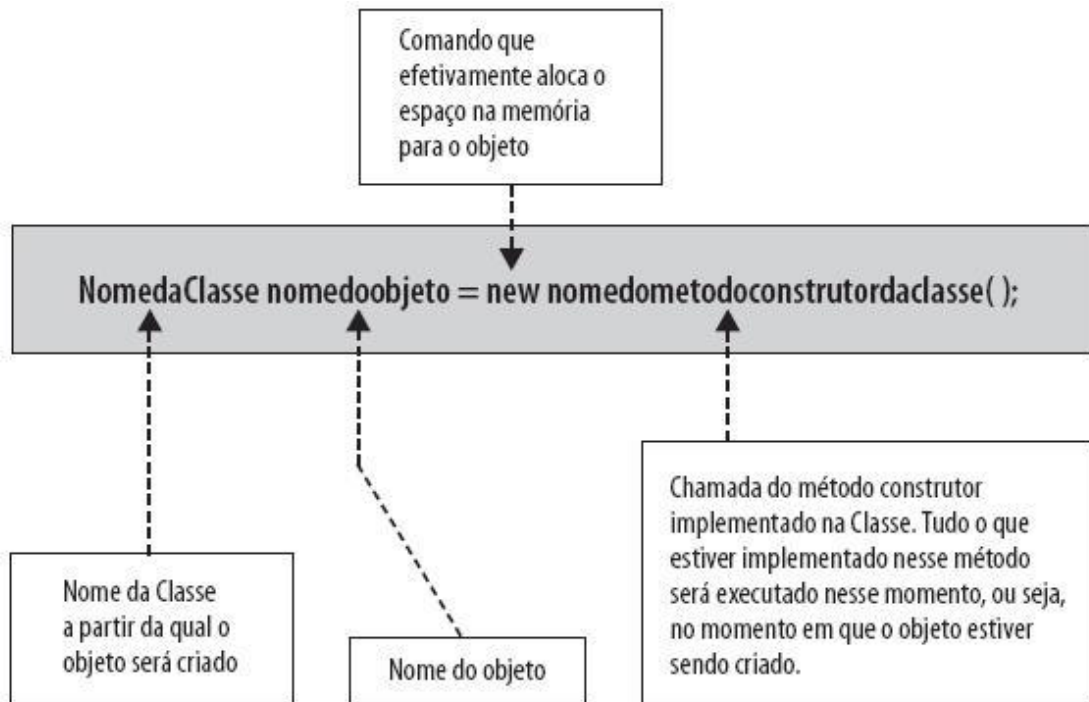 Comando que
efetivamente aloca o
espaço na memória
para o objeto
NomedaClasse nomedoobjeto = new nomedometodoconstrutordaclasse( );
Nome da Classe
a partir da qual o
objeto será criado
Nome do objeto
Chamada do método construtor
implementado na Classe. Tudo o que
estiver implementado nesse método
será executado nesse momento, ou seja,
no momento em que o objeto estiver
sendo criado.